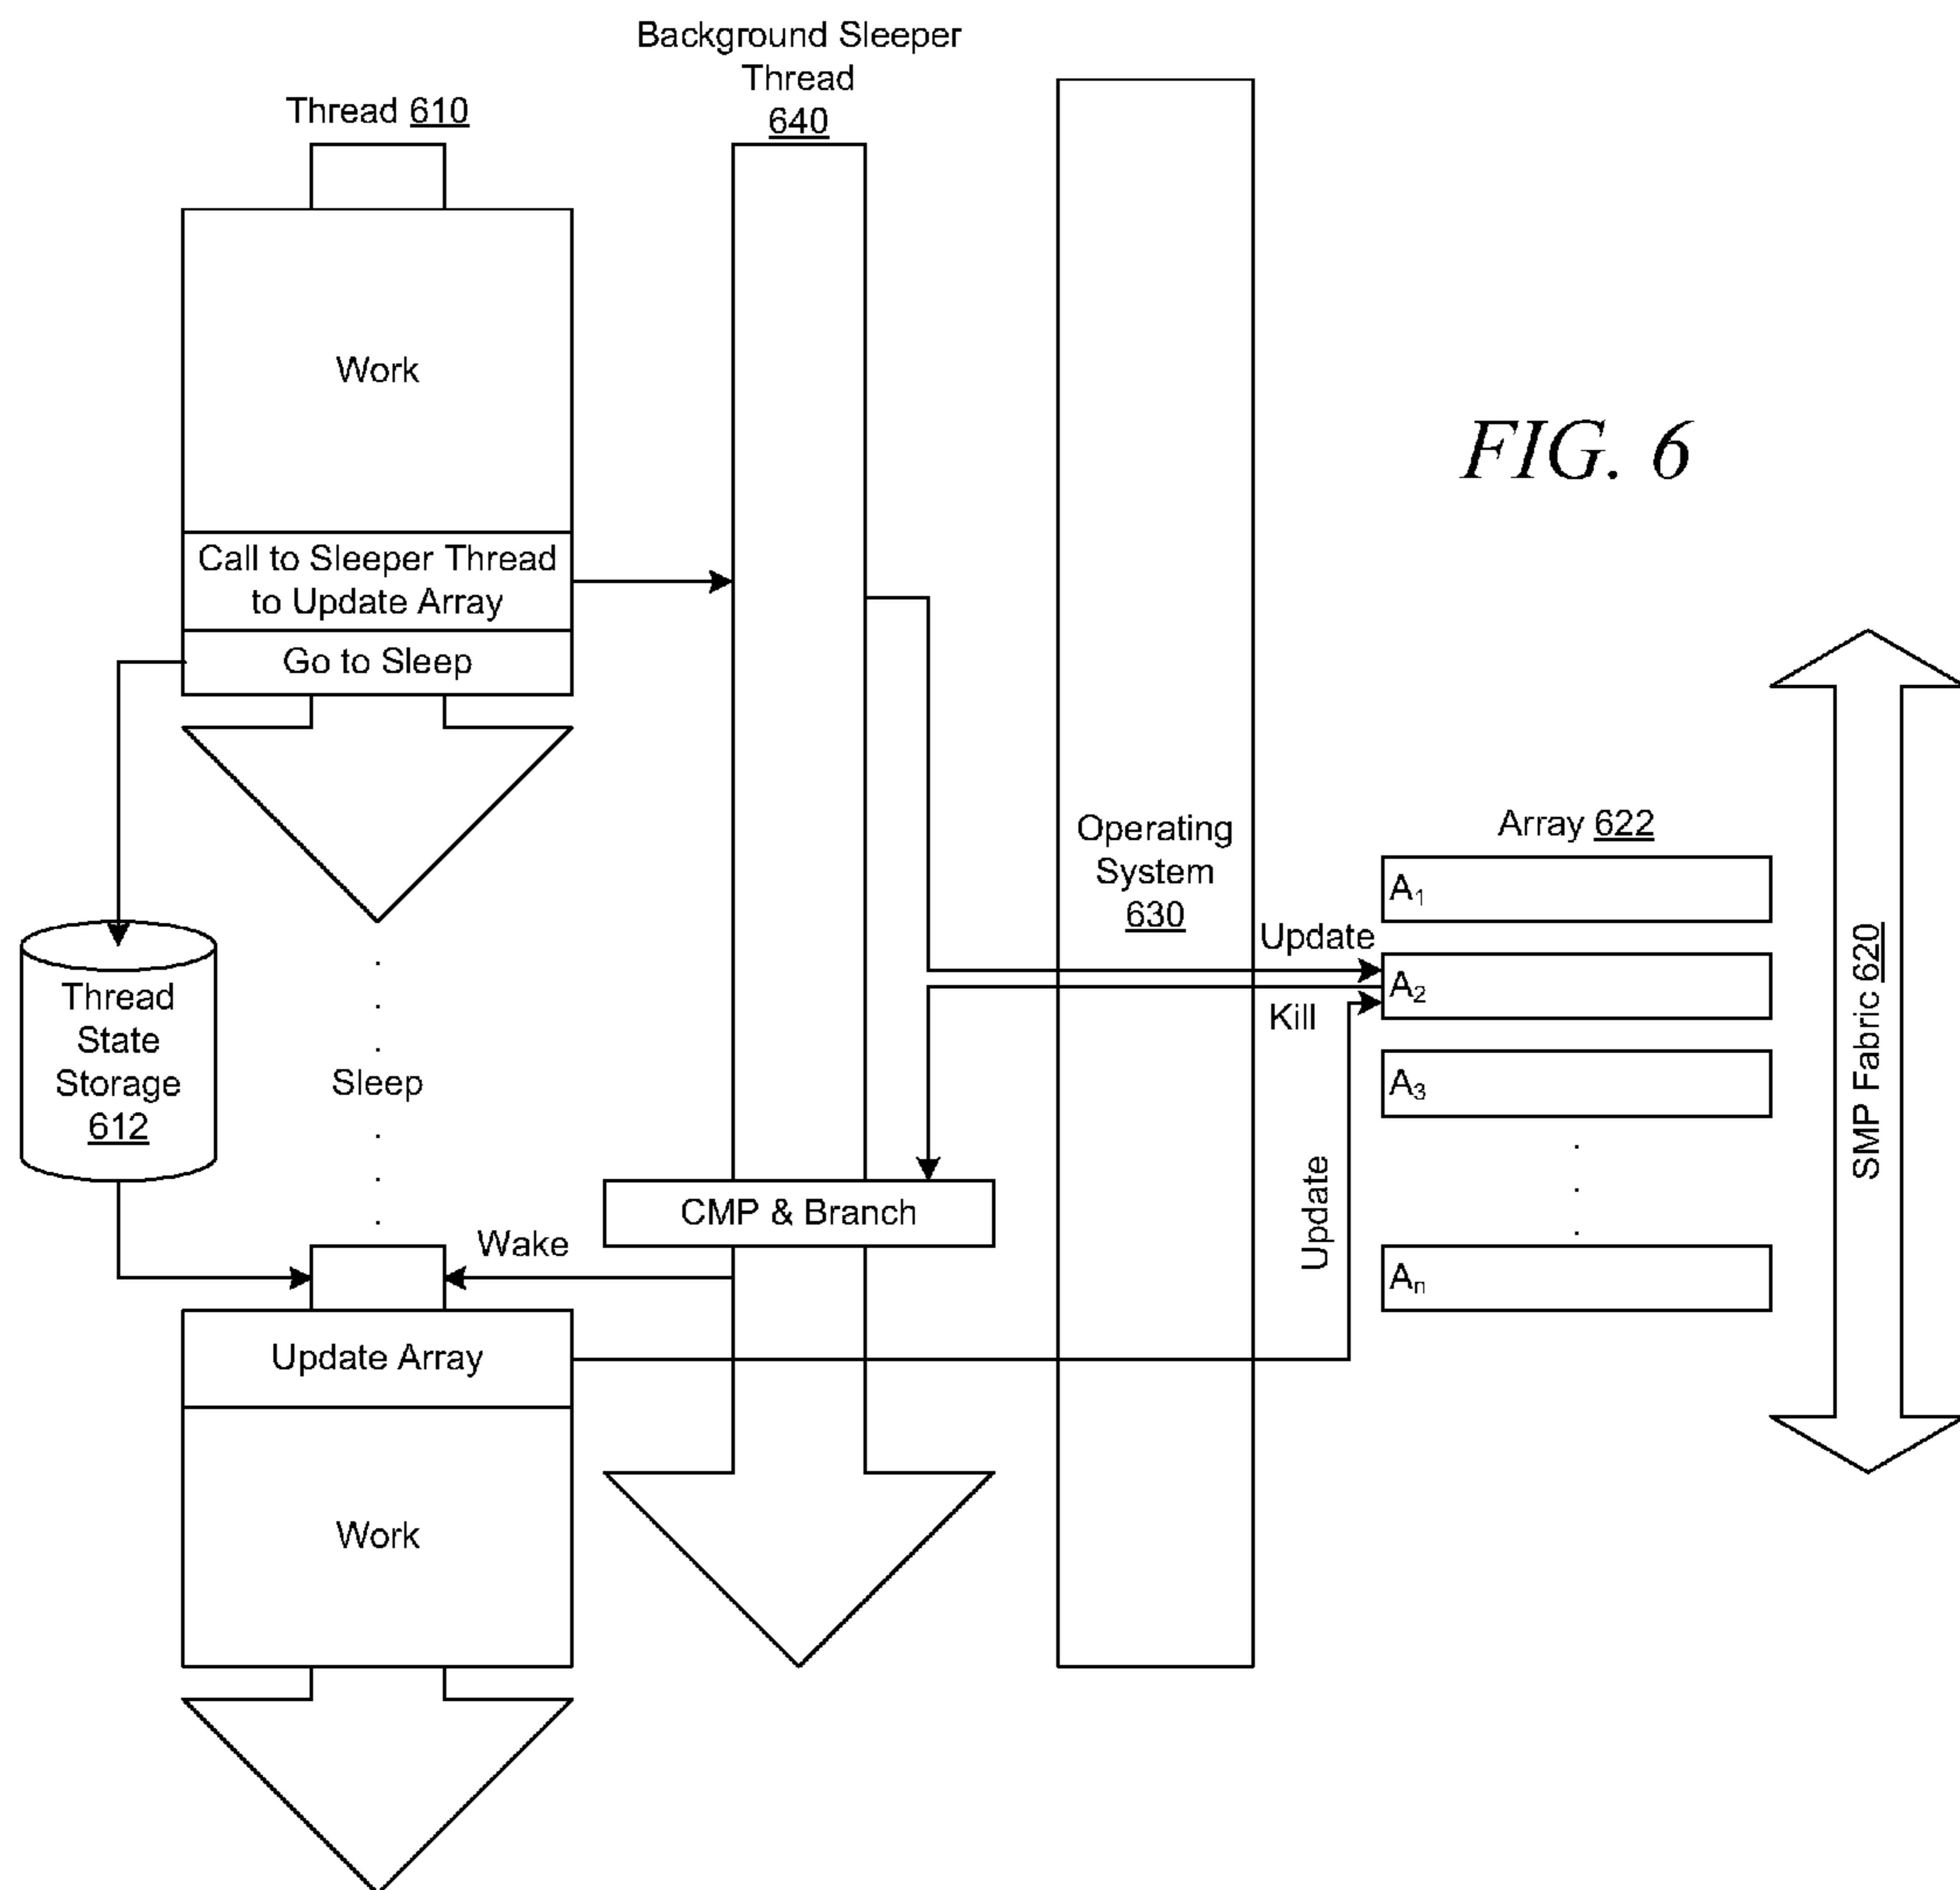 Background Sleeper
Thread
640
Thread 610
Work
FIG. 6
Call to Sleeper Thread
to Update Array
Go to Sleep
Operating
System
630
Array 622
A1
Update
A2
Kill
A3
.
.
.
An
SMP Fabric 620
Thread
State
Storage
612
.
.
.
Sleep
.
.
.
CMP & Branch
Wake
Update
Update Array
Work